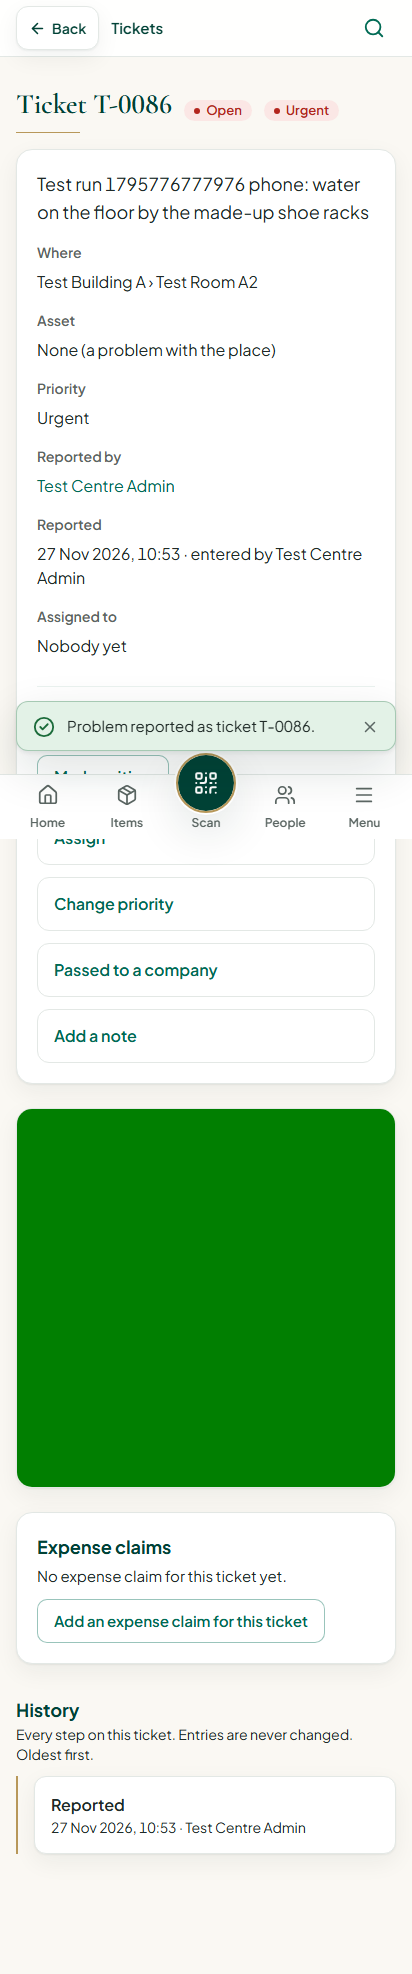 Back
Tickets
Ticket T-0086
Open
Urgent
Test run 1795776777976 phone: water
on the floor by the made-up shoe racks
Where
Test Building A › Test Room A2
Asset
None (a problem with the place)
Priority
Urgent
Reported by
Test Centre Admin
Reported
27 Nov 2026, 10:53 · entered by Test Centre
Admin
Assigned to
Nobody yet
Problem reported as ticket T-0086.
Home
Items
Scan
People
Menu
Assign
Change priority
Passed to a company
Add a note
Expense claims
No expense claim for this ticket yet.
Add an expense claim for this ticket
History
Every step on this ticket. Entries are never changed.
Oldest first.
Reported
27 Nov 2026, 10:53 · Test Centre Admin